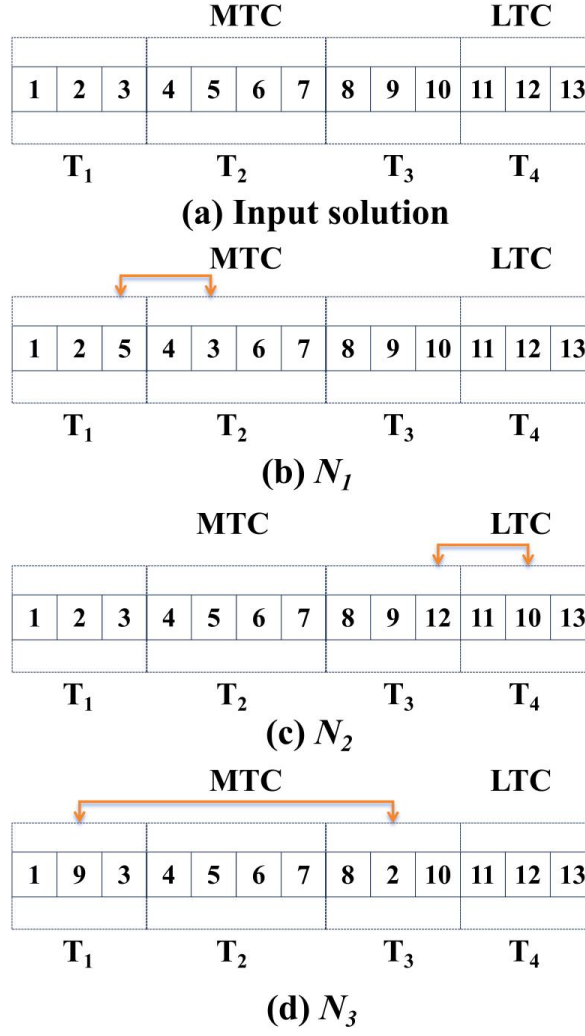 MTC LTC
1 2 3 4 5 6 7 8 9 10 11 12 13
T₁ T₂ T₃ T₄
(a) Input solution
MTC LTC
1 2 5 4 3 6 7 8 9 10 11 12 13
T₁ T₂ T₃ T₄
(b) N₁
MTC LTC
1 2 3 4 5 6 7 8 9 12 11 10 13
T₁ T₂ T₃ T₄
(c) N₂
MTC LTC
1 9 3 4 5 6 7 8 2 10 11 12 13
T₁ T₂ T₃ T₄
(d) N₃